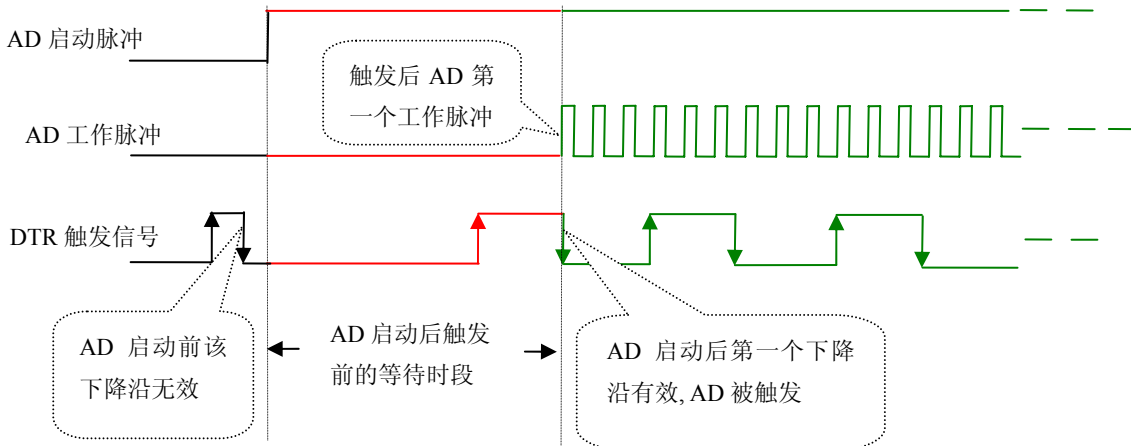 AD 启动脉冲
触发后 AD 第
一个工作脉冲
AD 工作脉冲
DTR 触发信号
AD 启动前该
下降沿无效
AD 启动后触发
前的等待时段
AD 启动后第一个下降
沿有效, AD 被触发